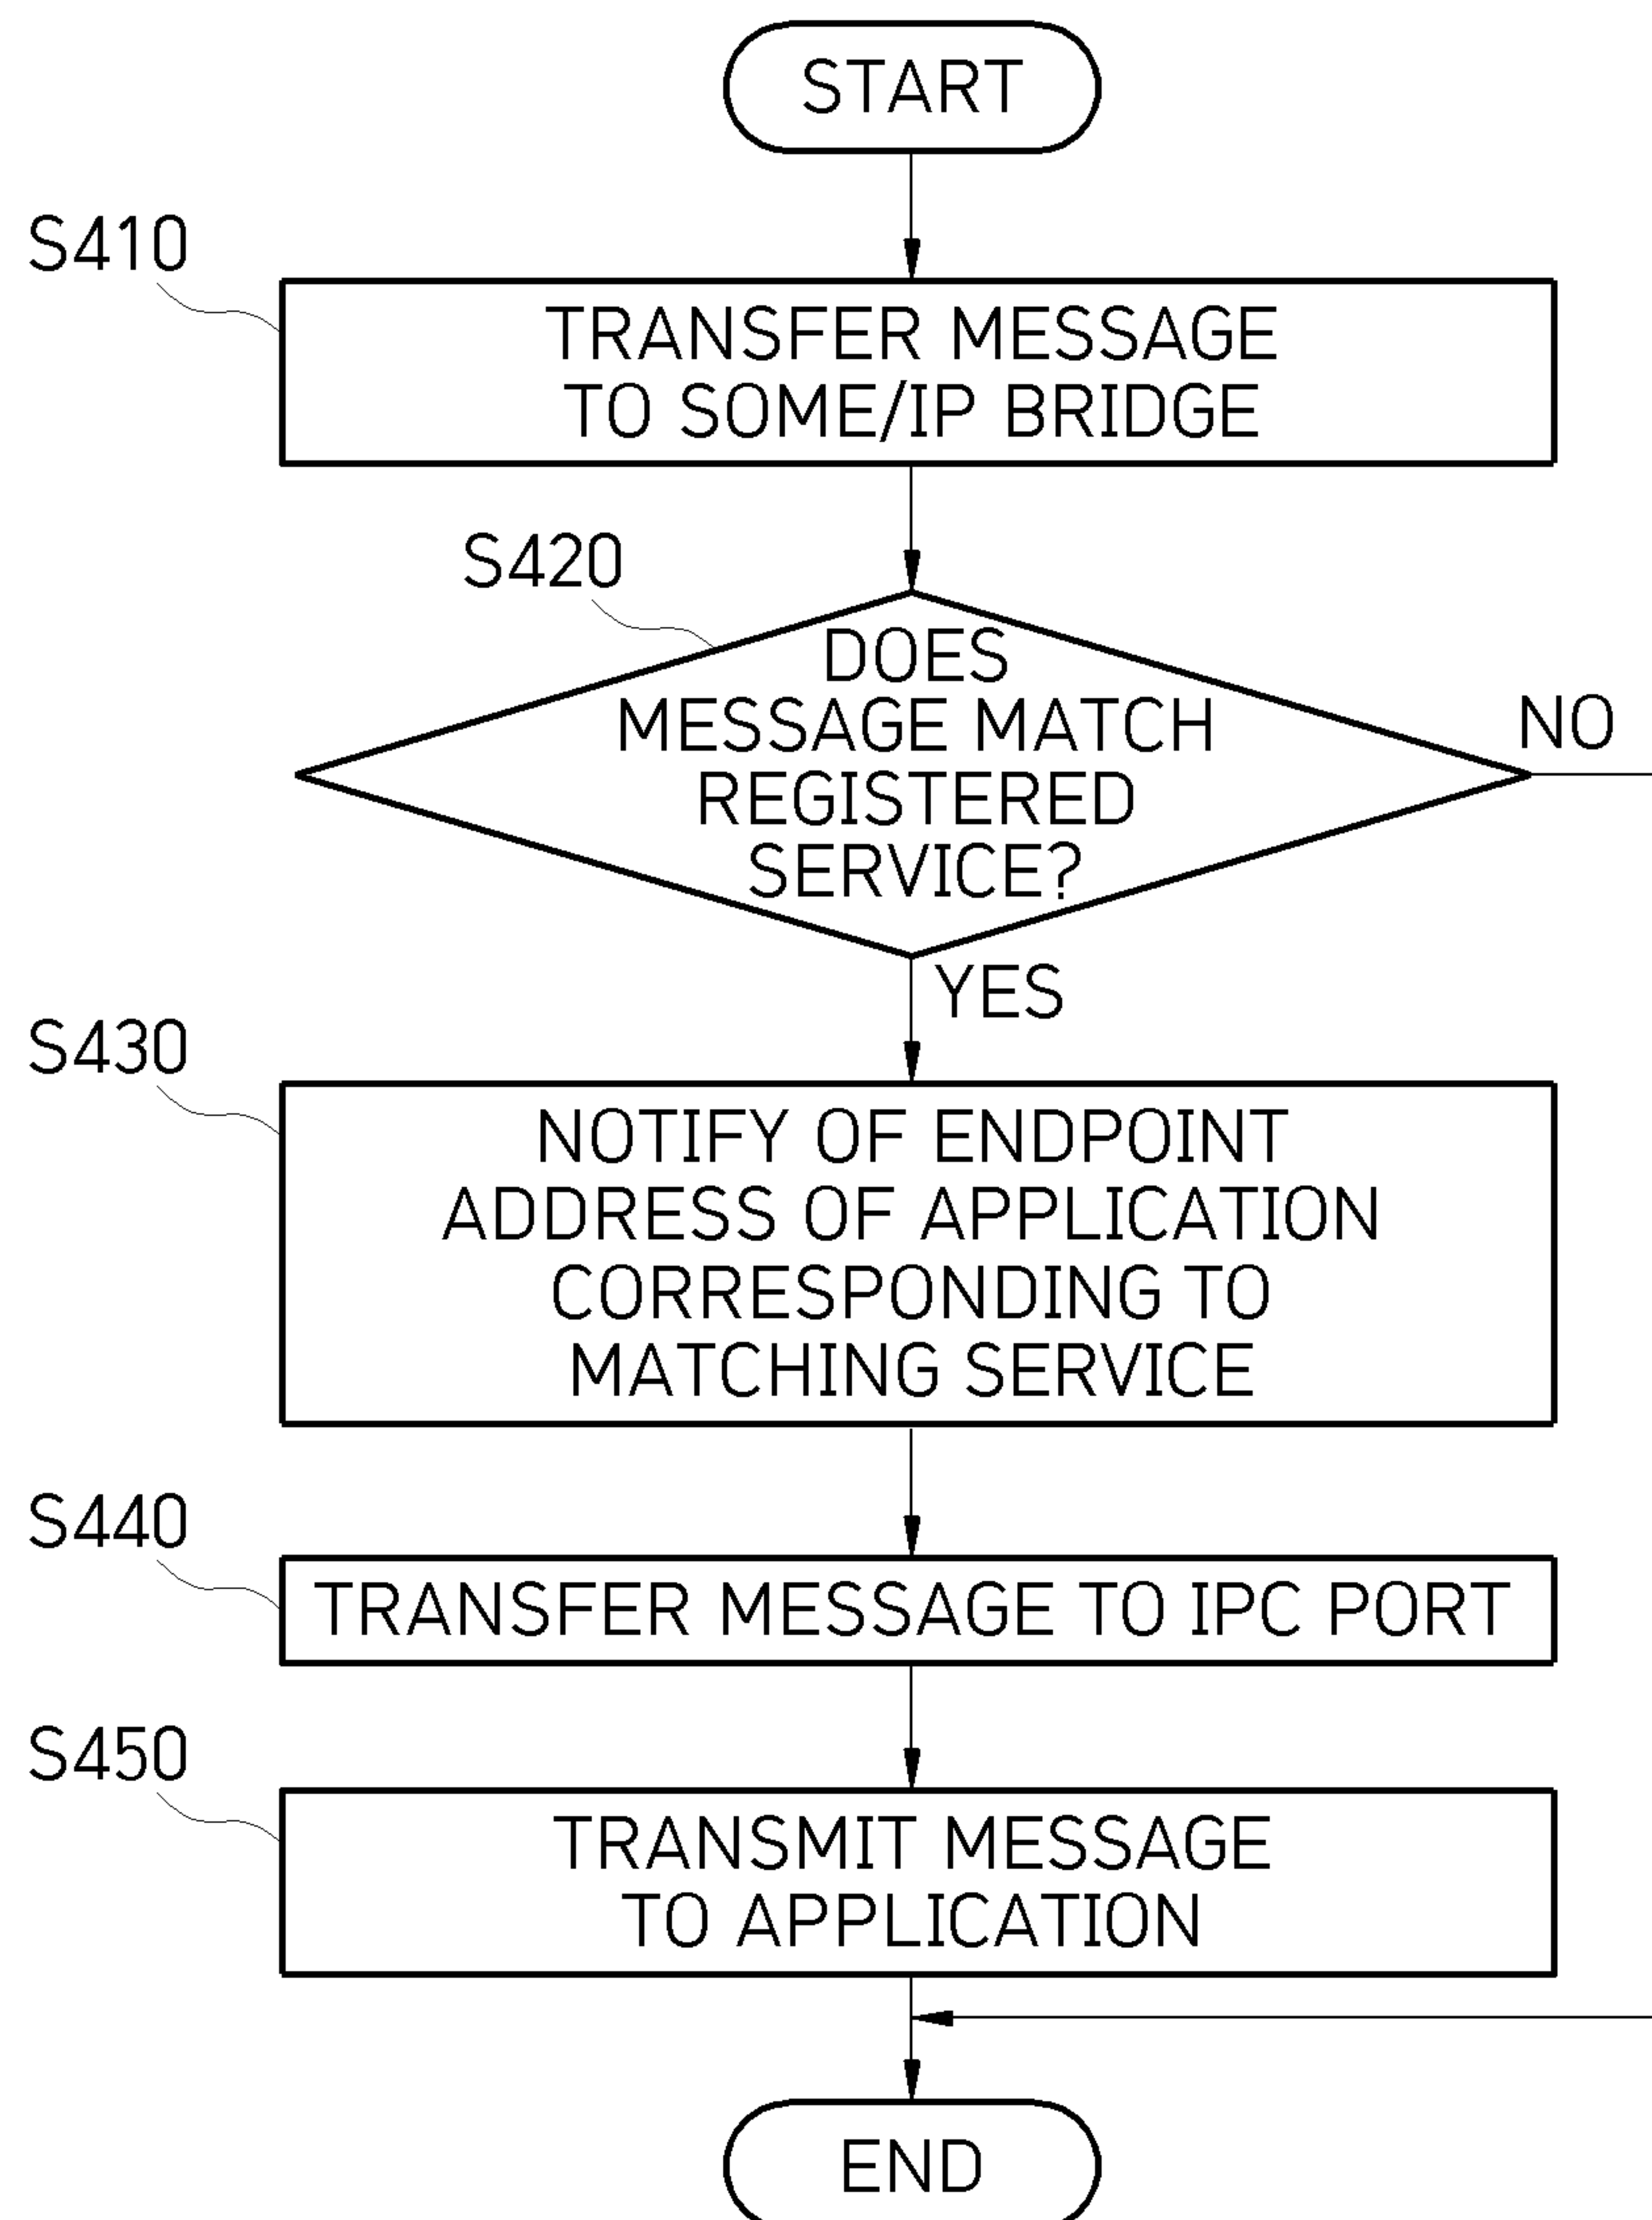 START
S410
TRANSFER MESSAGE
TO SOME/IP BRIDGE
S420
DOES
MESSAGE MATCH
REGISTERED
SERVICE?
NO
YES
S430
NOTIFY OF ENDPOINT
ADDRESS OF APPLICATION
CORRESPONDING TO
MATCHING SERVICE
S440
TRANSFER MESSAGE TO IPC PORT
S450
TRANSMIT MESSAGE
TO APPLICATION
END